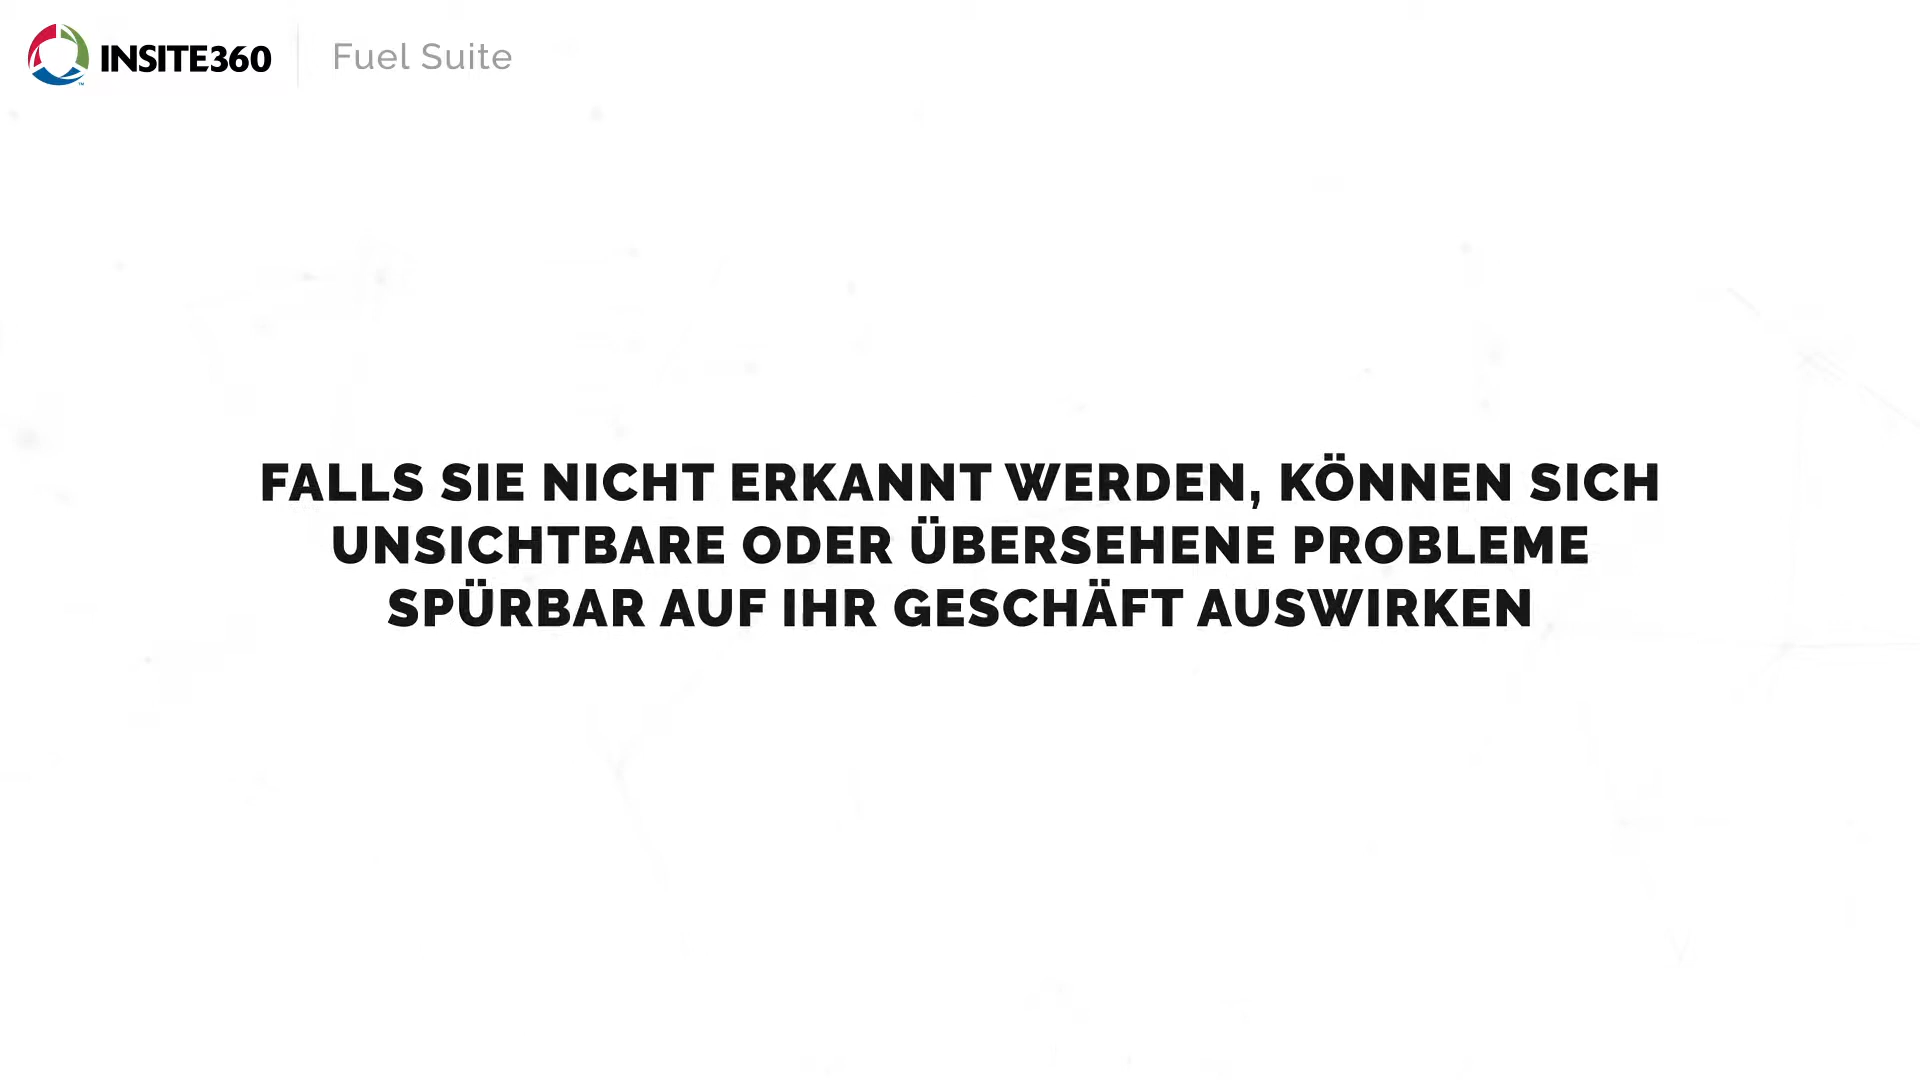 INSITE360 Fuel Suite
FALLS SIE NICHT ERKANNT WERDEN, KÖNNEN SICH
UNSICHTBARE ODER ÜBERSEHENE PROBLEME
SPÜRBAR AUF IHR GESCHÄFT AUSWIRKEN